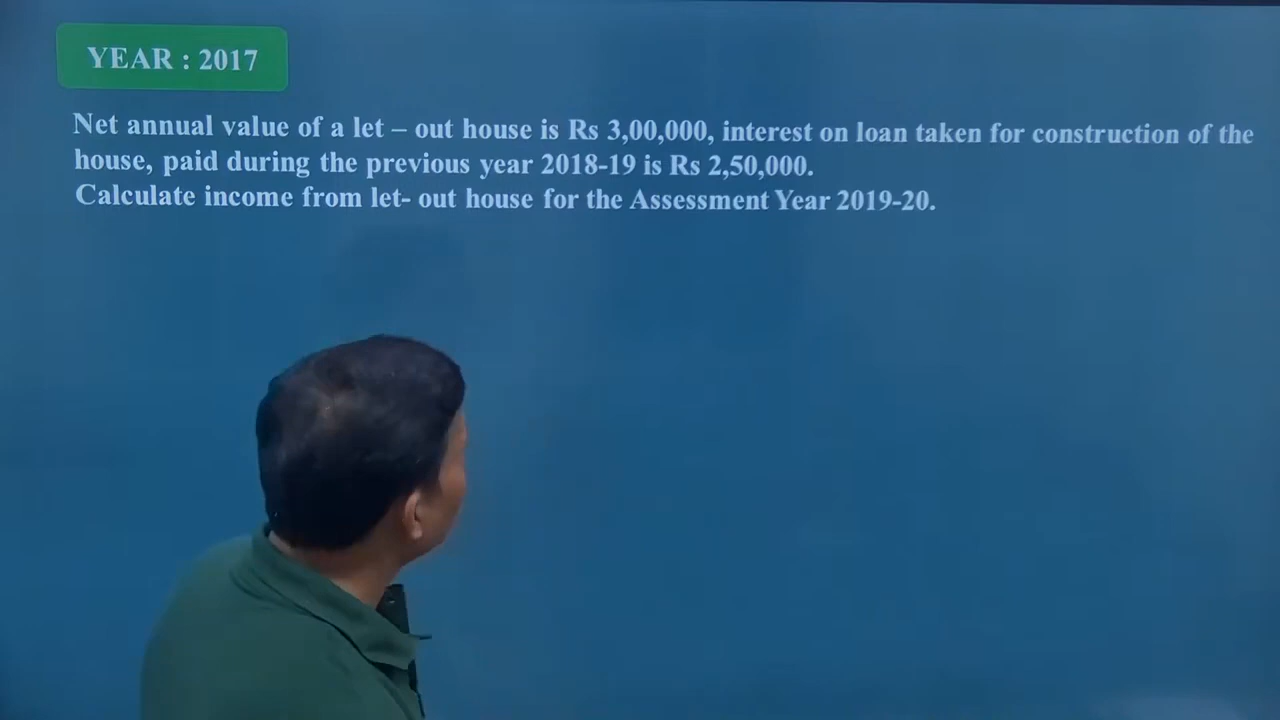 YEAR : 2017
Net annual value of a let – out house is Rs 3,00,000, interest on loan taken for construction of the
house, paid during the previous year 2018-19 is Rs 2,50,000.
Calculate income from let- out house for the Assessment Year 2019-20.